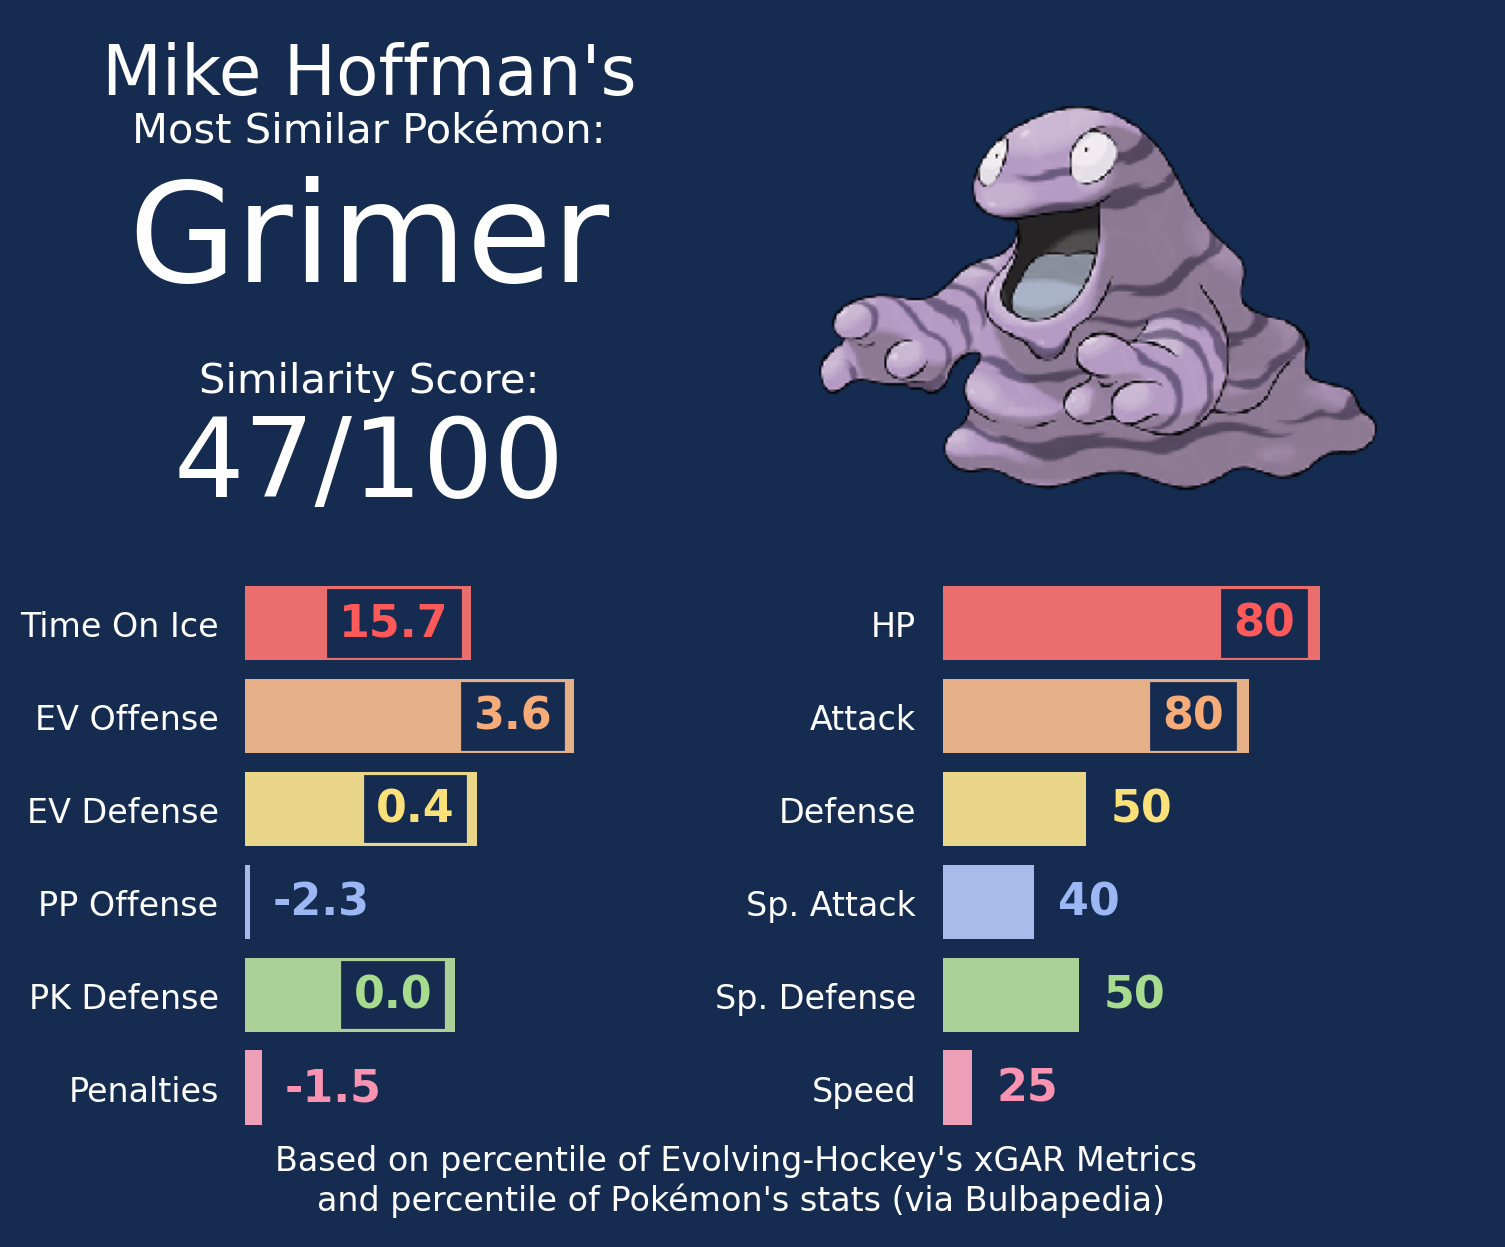 Mike Hoffman's
Most Similar Pokémon:
Grimer
Similarity Score:
47/100
Time On Ice 15.7
EV Offense 3.6
EV Defense 0.4
PP Offense -2.3
PK Defense 0.0
Penalties -1.5
HP 80
Attack 80
Defense 50
Sp. Attack 40
Sp. Defense 50
Speed 25
Based on percentile of Evolving-Hockey's xGAR Metrics
and percentile of Pokémon's stats (via Bulbapedia)